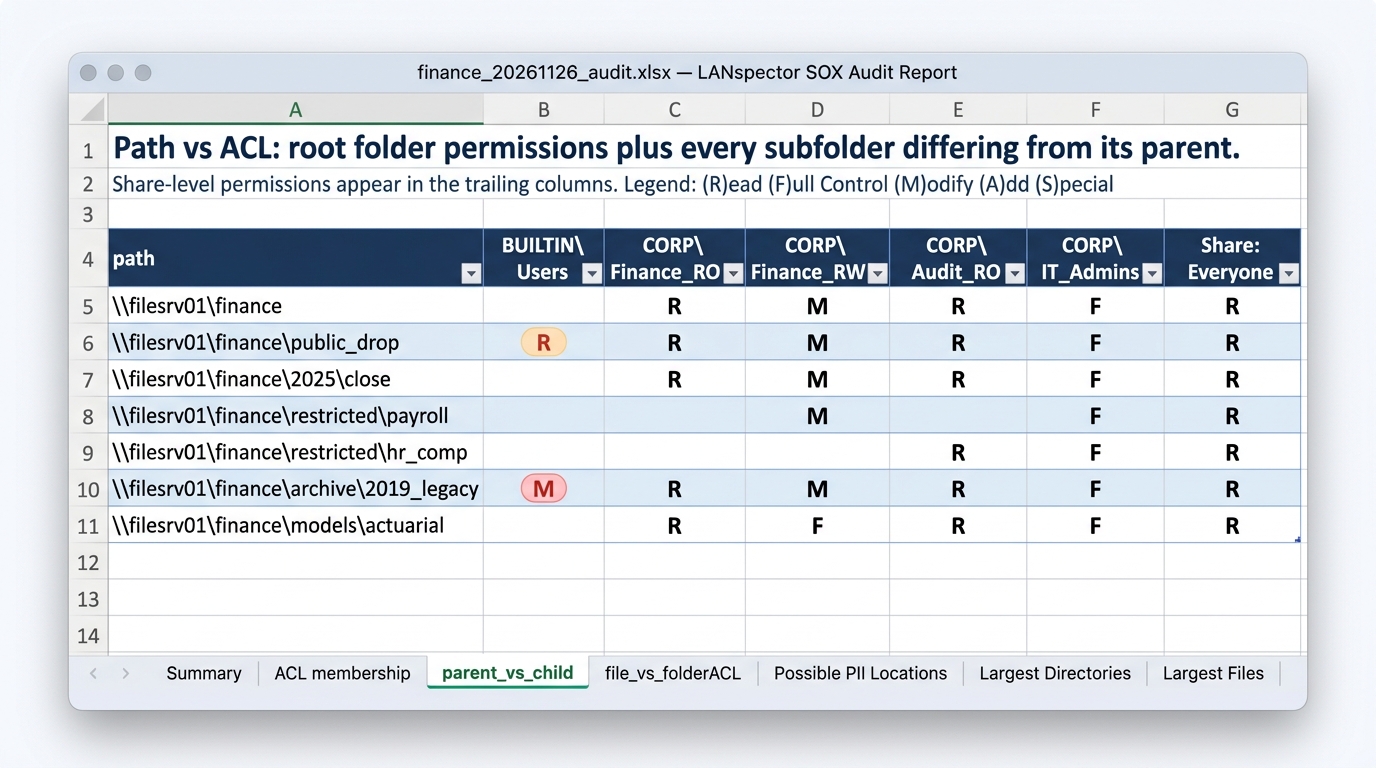 finance_20261126_audit.xlsx — LANspector SOX Audit Report
A B C D E F G
1 Path vs ACL: root folder permissions plus every subfolder differing from its parent.
2 Share-level permissions appear in the trailing columns. Legend: (R)ead (F)ull Control (M)odify (A)dd (S)pecial
3
4 path BUILTIN\ Users CORP\ Finance_RO CORP\ Finance_RW CORP\ Audit_RO CORP\ IT_Admins Share: Everyone
5 \\filesrv01\finance R M R F R
6 \\filesrv01\finance\public_drop R R M R F R
7 \\filesrv01\finance\2025\close R M R F R
8 \\filesrv01\finance\restricted\payroll M F R
9 \\filesrv01\finance\restricted\hr_comp R F R
10 \\filesrv01\finance\archive\2019_legacy M R M R F R
11 \\filesrv01\finance\models\actuarial R F R F R
12
13
14
Summary ACL membership parent_vs_child file_vs_folderACL Possible PII Locations Largest Directories Largest Files